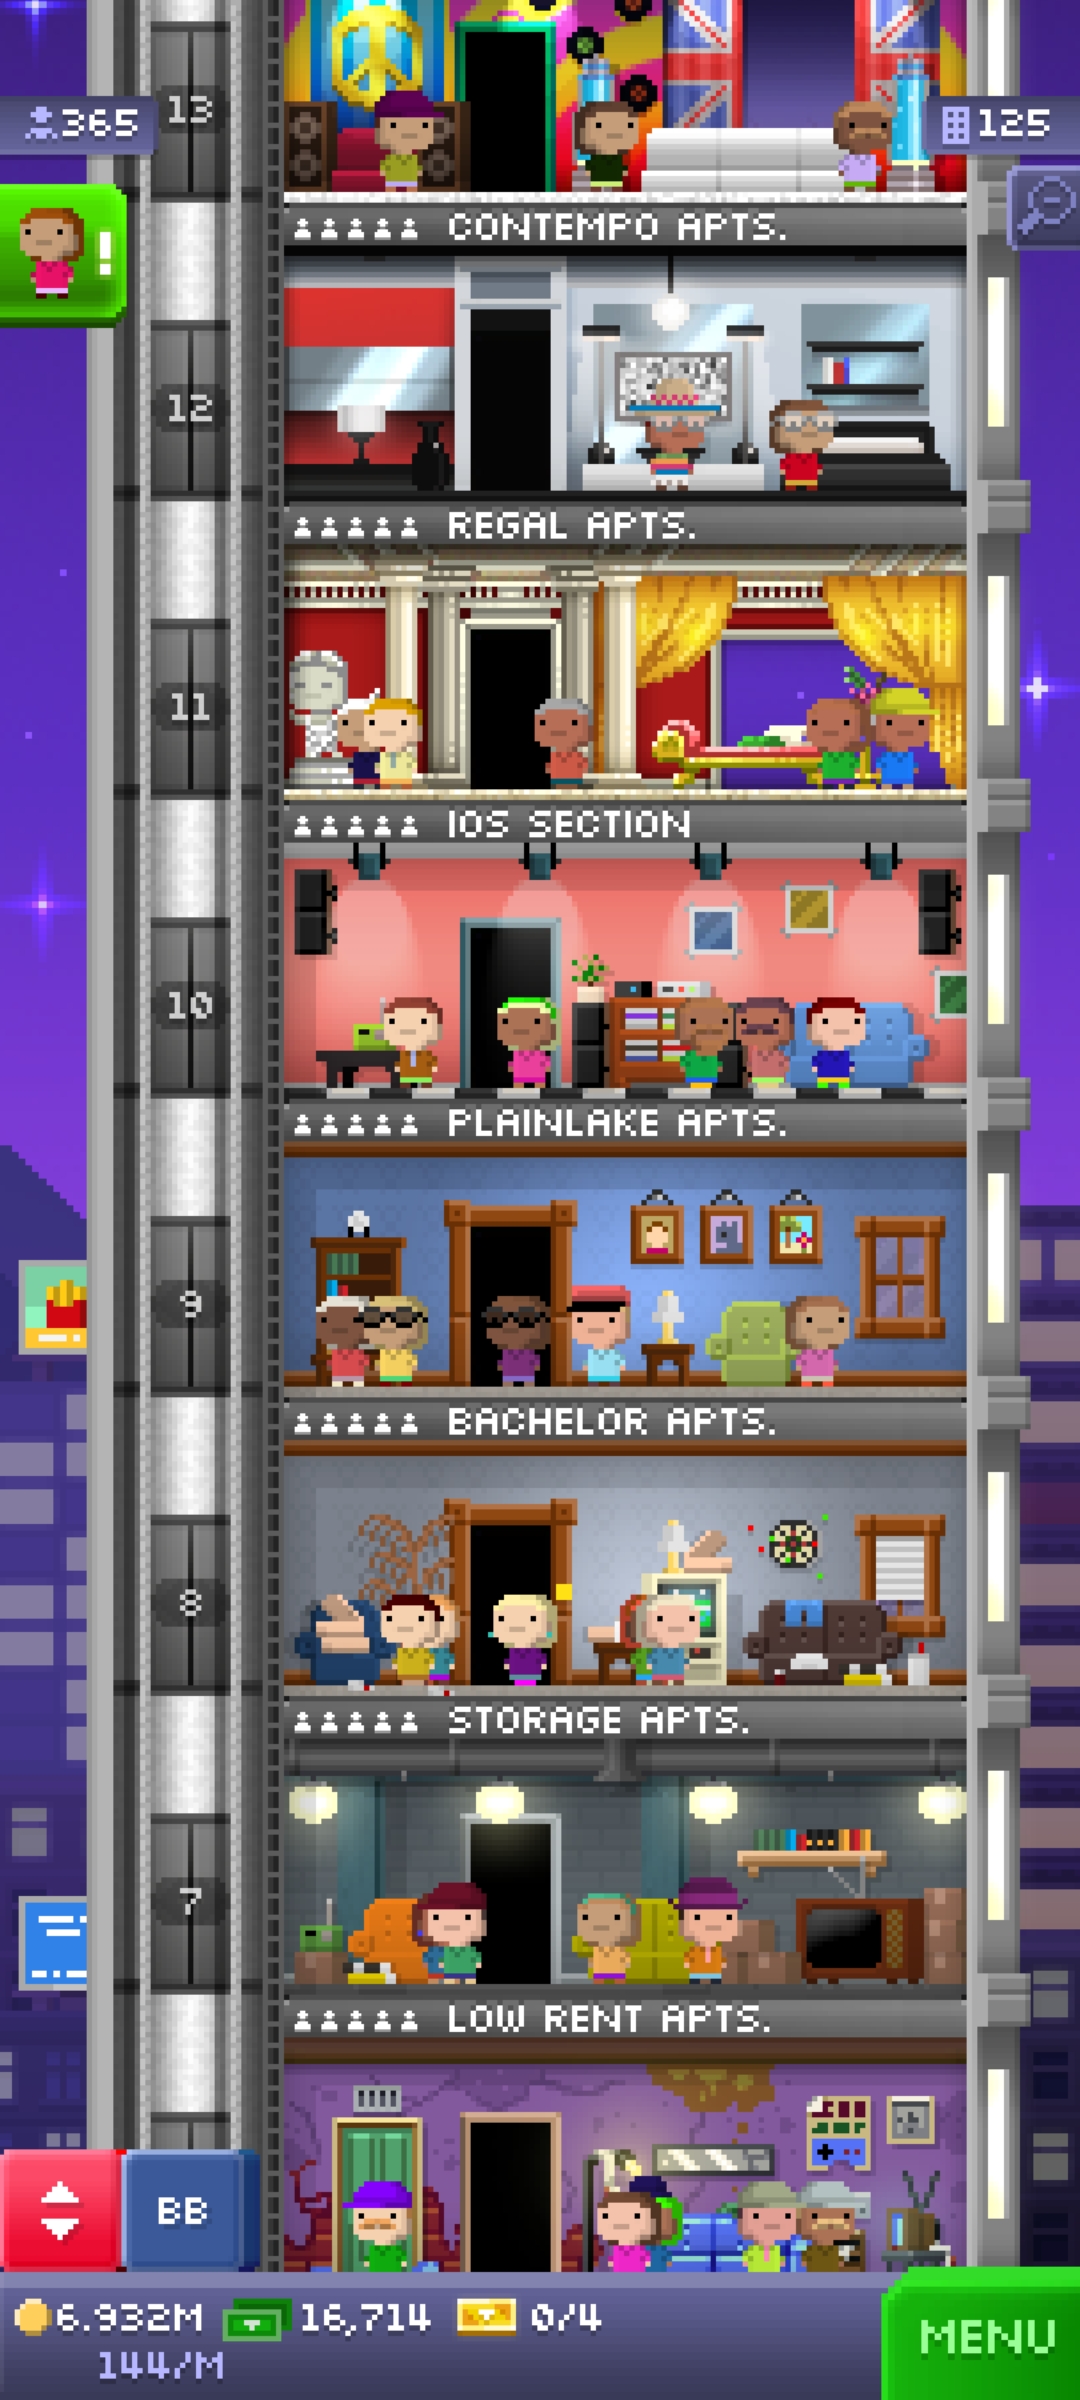 13
365
125
CONTEMPO APTS.
!
12
REGAL APTS.
11
IOS SECTION
10
PLAINLAKE APTS.
9
BACHELOR APTS.
8
STORAGE APTS.
7
LOW RENT APTS.
BB
6.932M 16,714 0/4
144/M
MENU